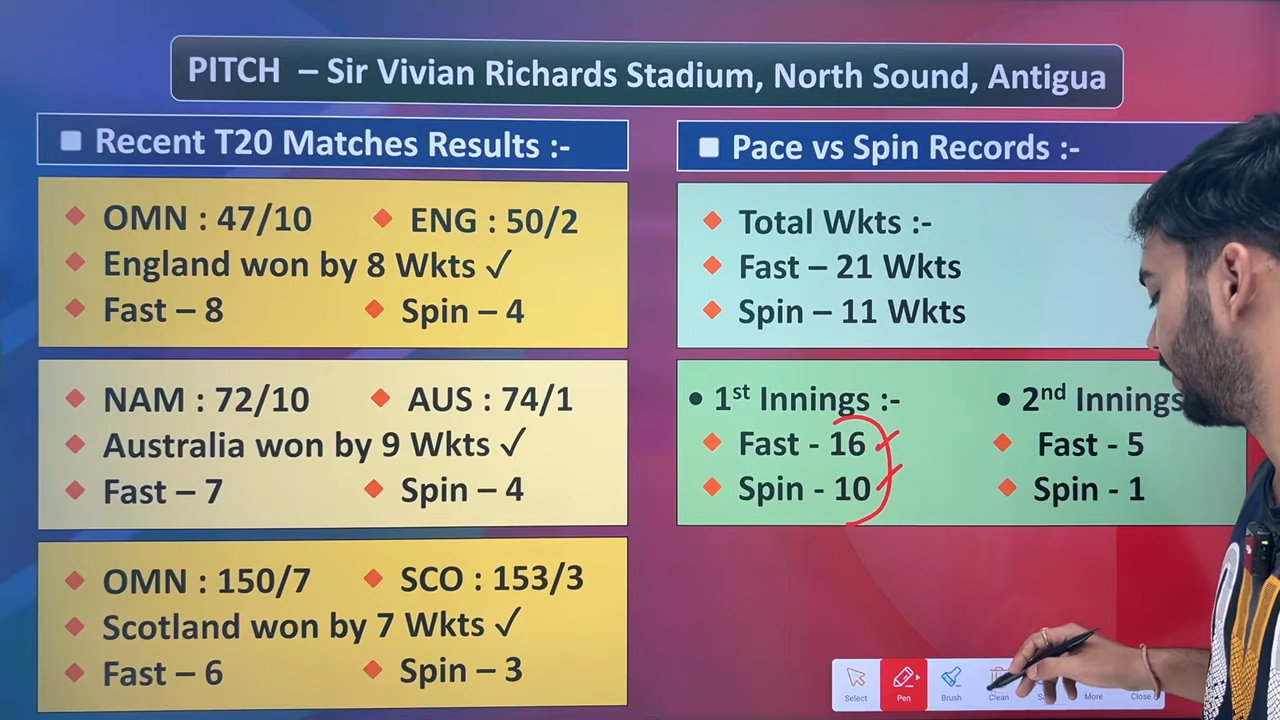 PITCH – Sir Vivian Richards Stadium, North Sound, Antigua
Recent T20 Matches Results :-
OMN : 47/10 ENG : 50/2
England won by 8 Wkts ✓
Fast – 8 Spin – 4
NAM : 72/10 AUS : 74/1
Australia won by 9 Wkts ✓
Fast – 7 Spin – 4
OMN : 150/7 SCO : 153/3
Scotland won by 7 Wkts ✓
Fast – 6 Spin – 3
Pace vs Spin Records :-
Total Wkts :-
Fast – 21 Wkts
Spin – 11 Wkts
• 1st Innings :- • 2nd Innings
Fast - 16 Fast - 5
Spin - 10 Spin - 1
Select Pen Brush Clean More